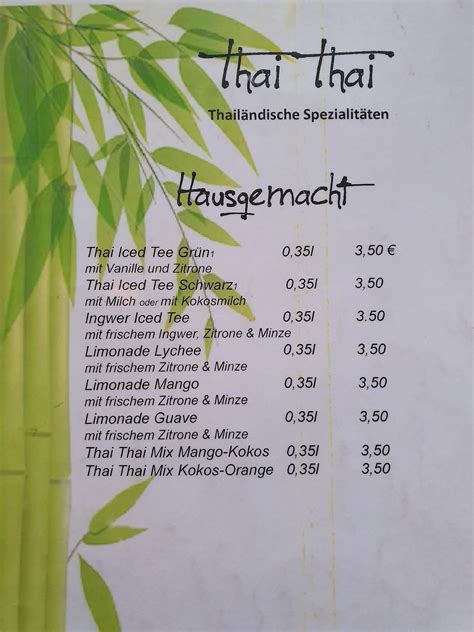 Thai Thai
Thailändische Spezialitäten
Hausgemacht
Thai Iced Tee Grün1 0,35l 3,50 €
mit Vanille und Zitrone
Thai Iced Tee Schwarz1 0,35l 3,50
mit Milch oder mit Kokosmilch
Ingwer Iced Tee 0,35l 3.50
mit frischem Ingwer, Zitrone & Minze
Limonade Lychee 0,35l 3,50
mit frischem Zitrone & Minze
Limonade Mango 0,35l 3,50
mit frischem Zitrone & Minze
Limonade Guave 0,35l 3,50
mit frischem Zitrone & Minze
Thai Thai Mix Mango-Kokos 0,35l 3,50
Thai Thai Mix Kokos-Orange 0,35l 3,50